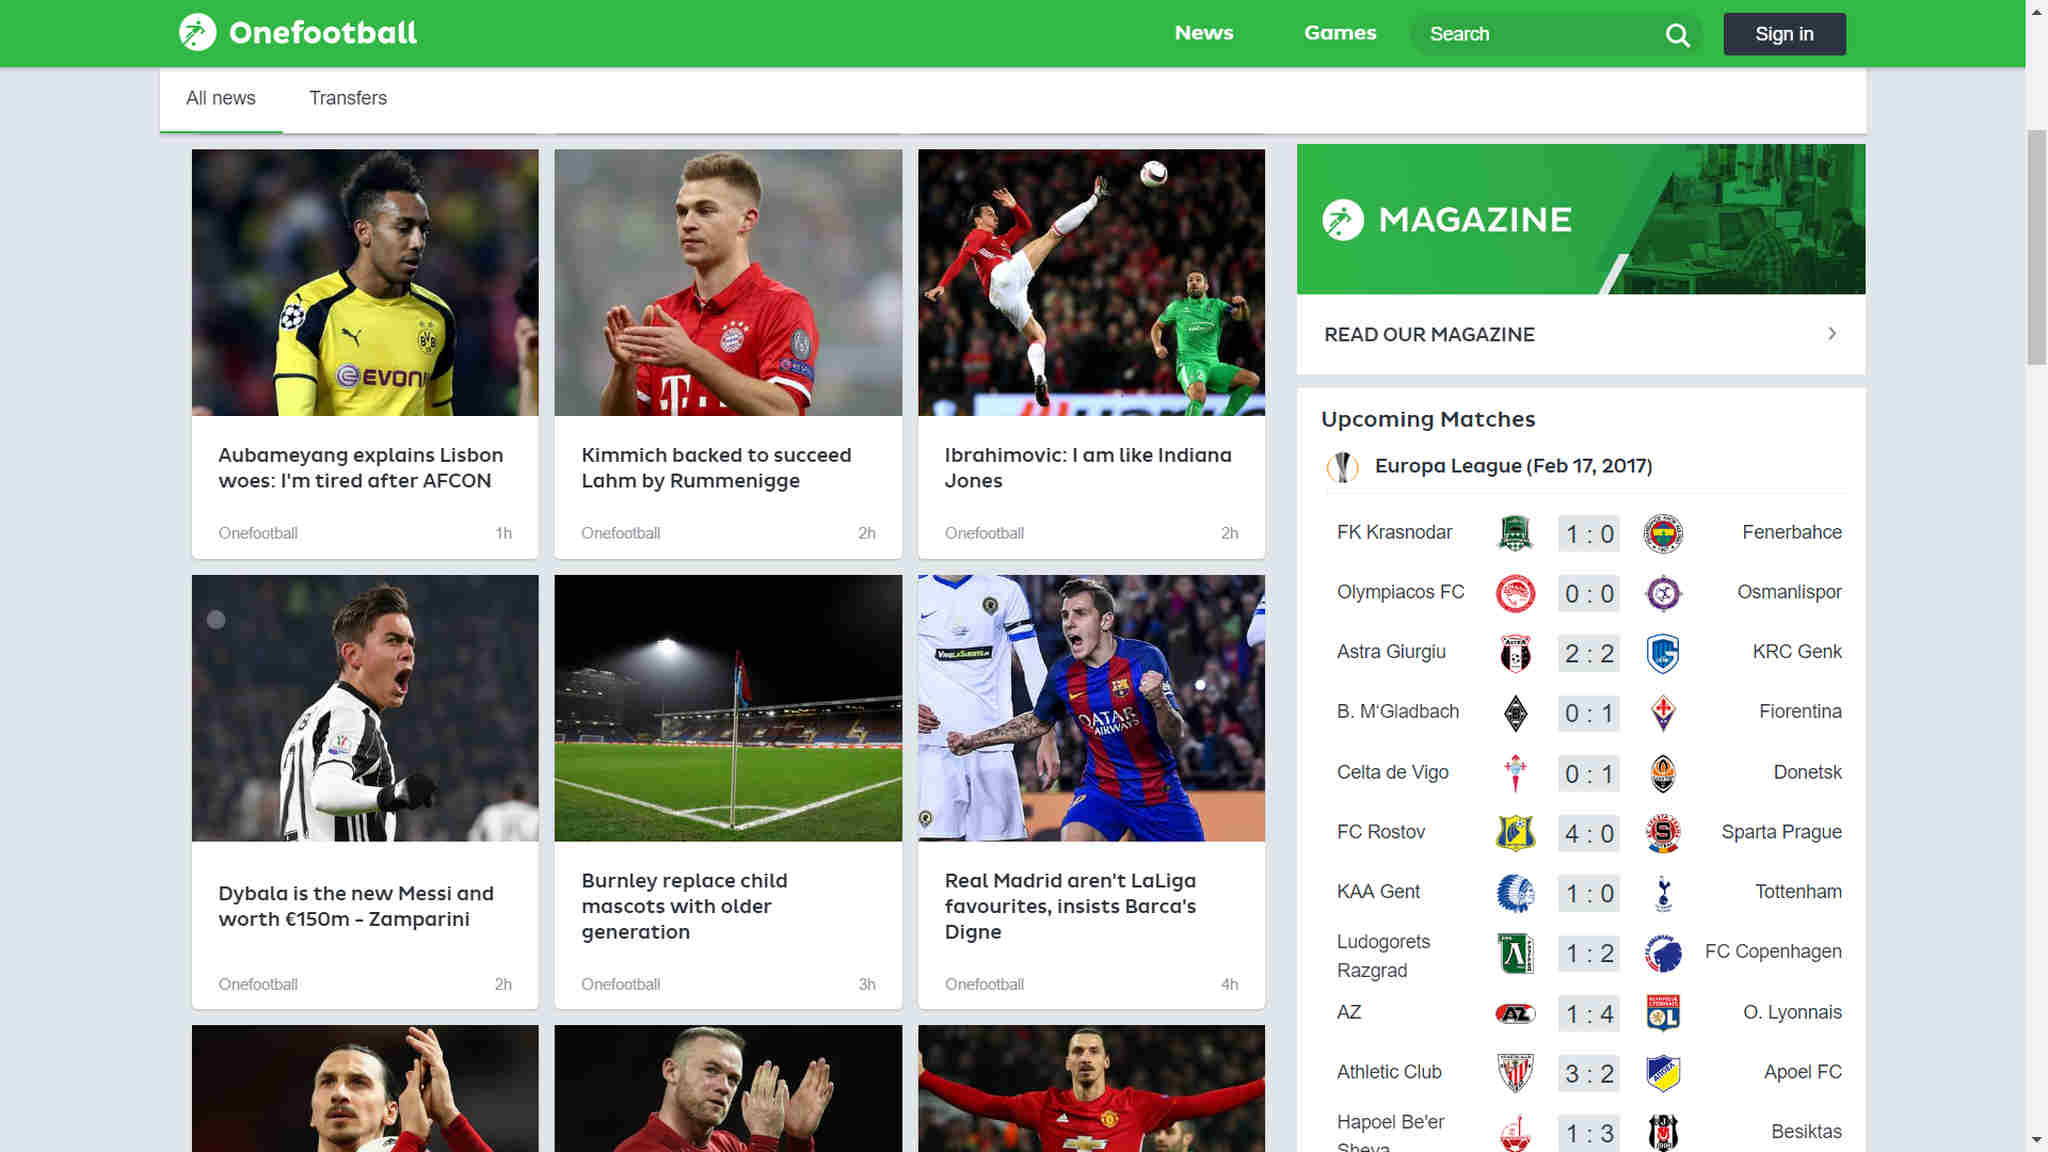 Onefootball
News
Games
Search
Sign in
All news
Transfers
Aubameyang explains Lisbon
woes: I'm tired after AFCON
Onefootball
1h
Kimmich backed to succeed
Lahm by Rummenigge
Onefootball
2h
Ibrahimovic: I am like Indiana
Jones
Onefootball
2h
Dybala is the new Messi and
worth €150m - Zamparini
Onefootball
2h
Burnley replace child
mascots with older
generation
Onefootball
3h
Real Madrid aren't LaLiga
favourites, insists Barca's
Digne
Onefootball
4h
EVONI
BVB
T
QATAR
AIRWAYS
MAGAZINE
READ OUR MAGAZINE
Upcoming Matches
Europa League (Feb 17, 2017)
FK Krasnodar 1 : 0 Fenerbahce
Olympiacos FC 0 : 0 Osmanlispor
Astra Giurgiu 2 : 2 KRC Genk
B. M'Gladbach 0 : 1 Fiorentina
Celta de Vigo 0 : 1 Donetsk
FC Rostov 4 : 0 Sparta Prague
KAA Gent 1 : 0 Tottenham
Ludogorets
Razgrad 1 : 2 FC Copenhagen
AZ 1 : 4 O. Lyonnais
Athletic Club 3 : 2 Apoel FC
Hapoel Be'er
Sheva 1 : 3 Besiktas